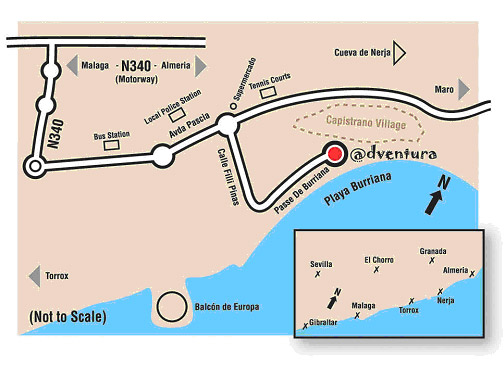 Malaga - N340 - Almeria
(Motorway)
Cueva de Nerja
Maro
N340
Bus Station
Local Police Station
Avda Pascia
Supermercado
Tennis Courts
Capistrano Village
Calle Fili Pinas
Passe De Burriana
@dventura
Playa Burriana
N
Torrox
Balcón de Europa
(Not to Scale)
Sevilla
El Chorro
Granada
Almeria
N
Gibraltar
Malaga
Torrox
Nerja